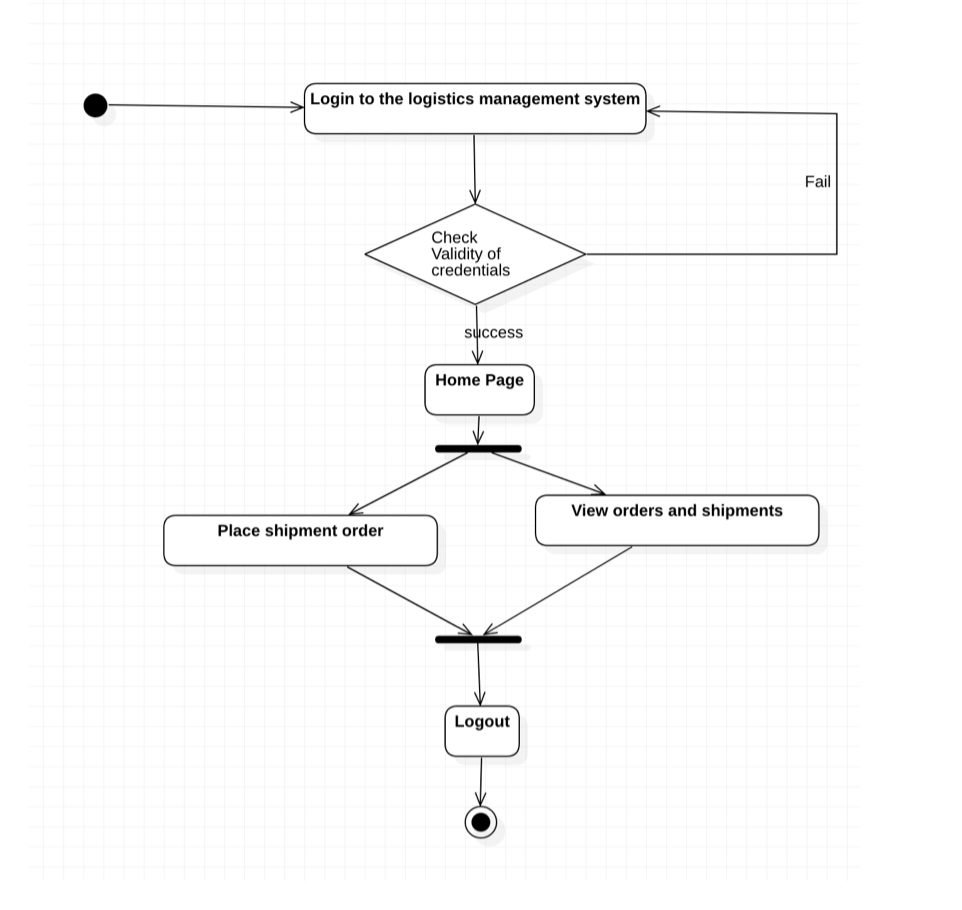 Login to the logistics management system
Fail
Check
Validity of
credentials
success
Home Page
View orders and shipments
Place shipment order
Logout